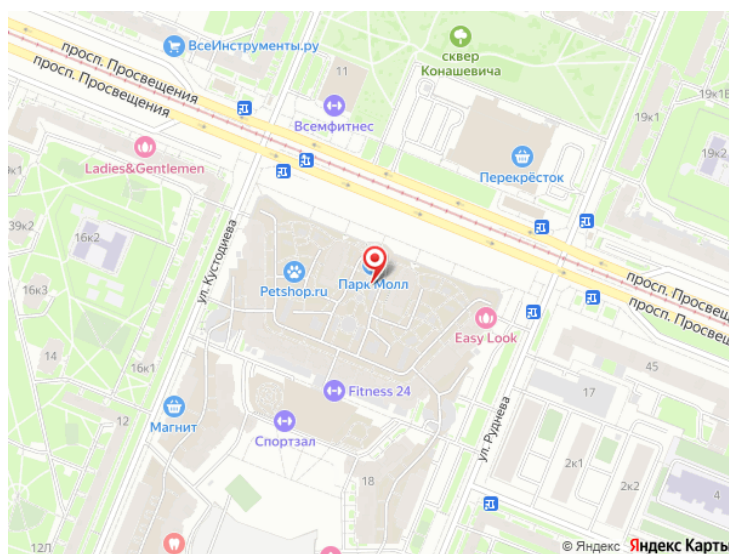 ВсеИнструменты.ру
сквер
Конашевича
просп. Просвещения
просп. Просвещения
11
Всемфитнес
19к1Б
19к1
19к2
Перекрёсток
Ladies&Gentlemen
39к2
16к2
ул. Кустодиева
16к3
Petshop.ru
Парк Молл
просп. Просвещ
просп. Просвеще
Easy Look
14
16к1
45
Fitness 24
17
12
Магнит
Спортзал
ул. Руднева
18
2к1
2к2
4
12Л
© Яндекс Яндекс Карты